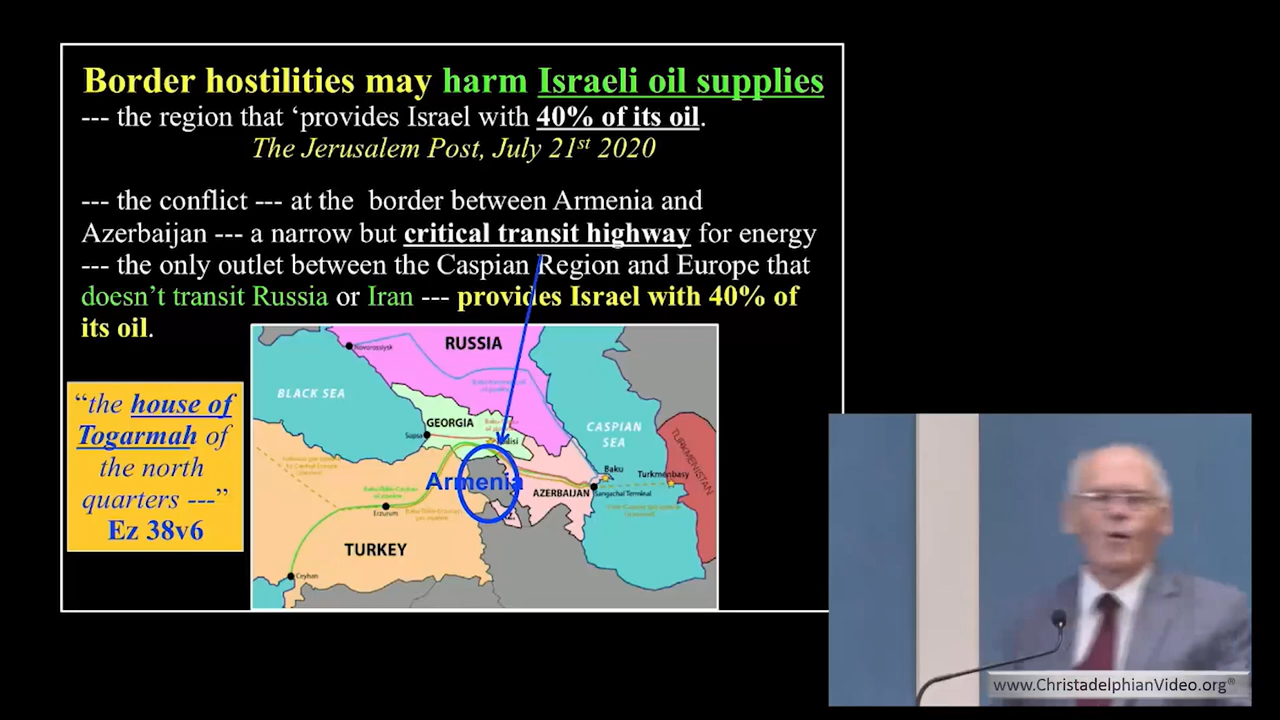 Border hostilities may harm Israeli oil supplies
--- the region that ‘provides Israel with 40% of its oil.
The Jerusalem Post, July 21st 2020
--- the conflict --- at the border between Armenia and
Azerbaijan --- a narrow but critical transit highway for energy
--- the only outlet between the Caspian Region and Europe that
doesn’t transit Russia or Iran --- provides Israel with 40% of
its oil.
“the house of
Togarmah of
the north
quarters ---”
Ez 38v6
RUSSIA
Novorossiysk
BLACK SEA
GEORGIA
Supsa
CASPIAN
SEA
TURKMENISTAN
Armenia
Baku
Turkmenbasy
AZERBAIJAN
Sangachal Terminal
Erzurum
TURKEY
Ceyhan
www.ChristadelphianVideo.org®